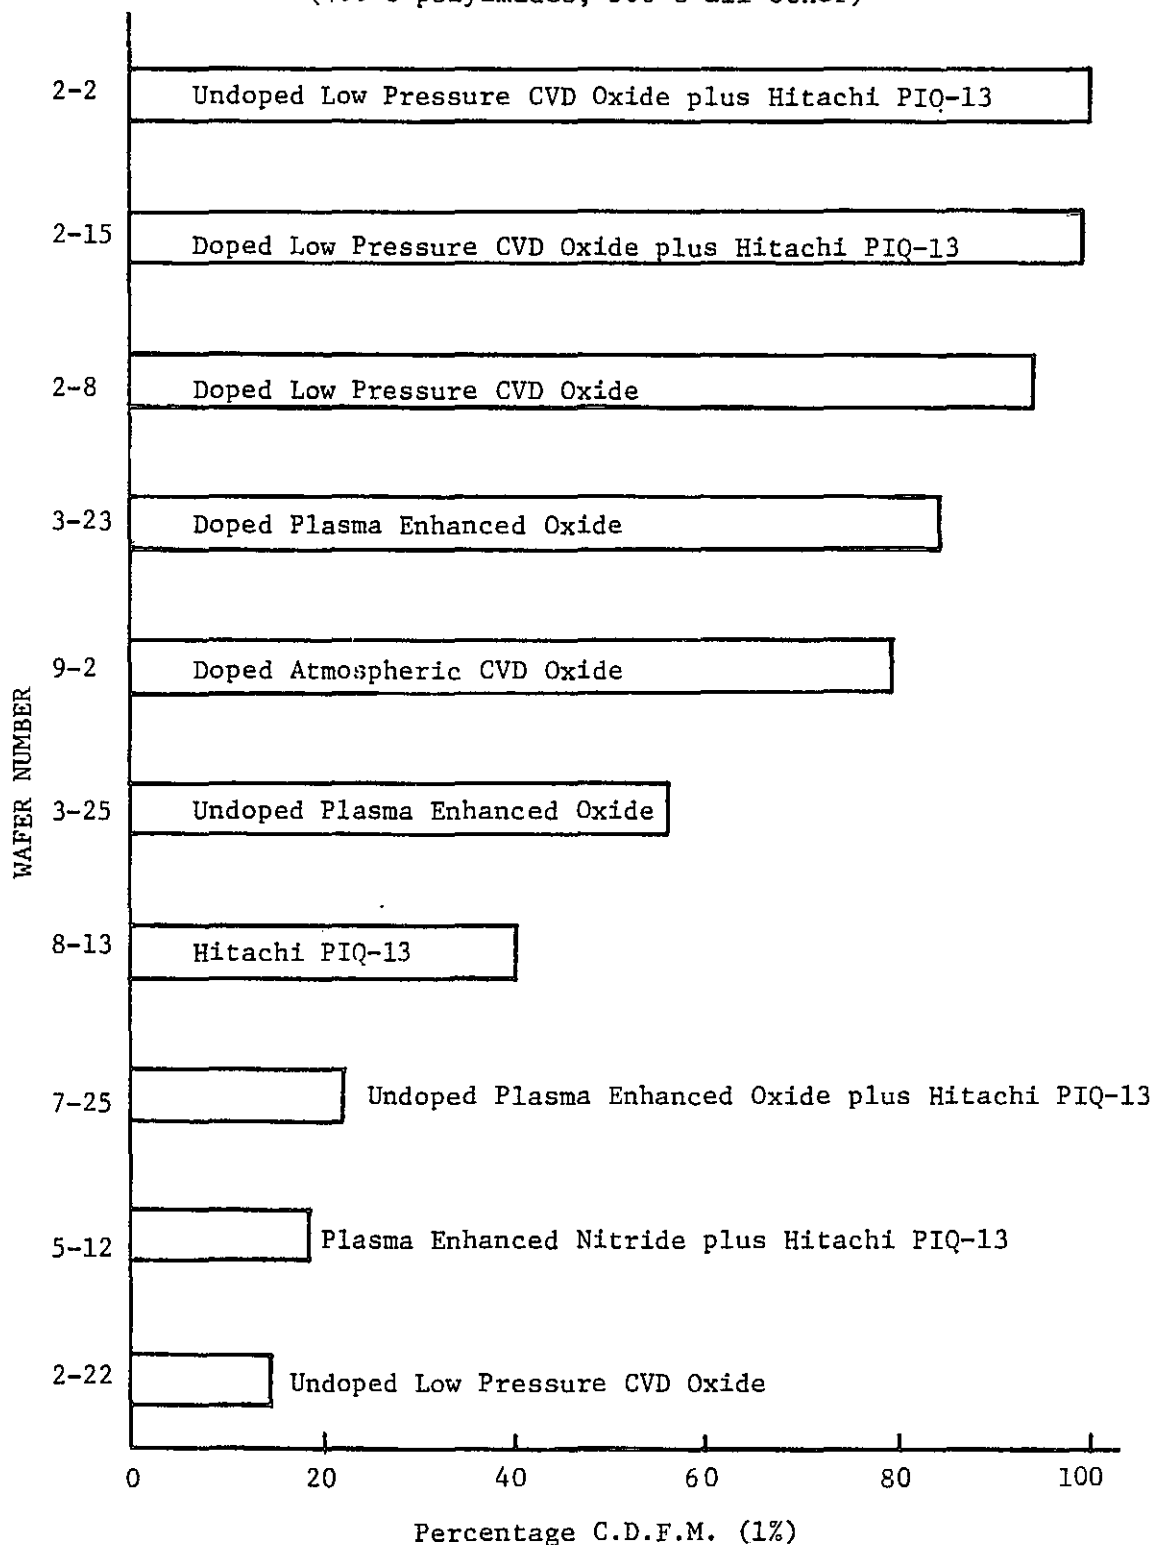 2-2 Undoped Low Pressure CVD Oxide plus Hitachi PIQ-13
2-15 Doped Low Pressure CVD Oxide plus Hitachi PIQ-13
2-8 Doped Low Pressure CVD Oxide
3-23 Doped Plasma Enhanced Oxide
9-2 Doped Atmospheric CVD Oxide
WAFER NUMBER
3-25 Undoped Plasma Enhanced Oxide
8-13 Hitachi PIQ-13
7-25 Undoped Plasma Enhanced Oxide plus Hitachi PIQ-13
5-12 Plasma Enhanced Nitride plus Hitachi PIQ-13
2-22 Undoped Low Pressure CVD Oxide
0 20 40 60 80 100
Percentage C.D.F.M. (1%)